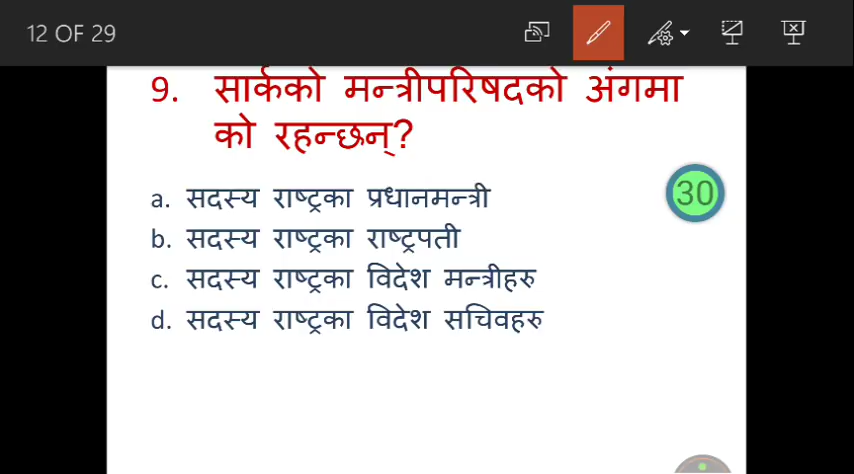 12 OF 29
9. सार्कको मन्त्रीपरिषदको अंगमा
को रहन्छन्?
a. सदस्य राष्ट्रका प्रधानमन्त्री
30
b. सदस्य राष्ट्रका राष्ट्रपती
c. सदस्य राष्ट्रका विदेश मन्त्रीहरु
d. सदस्य राष्ट्रका विदेश सचिवहरु